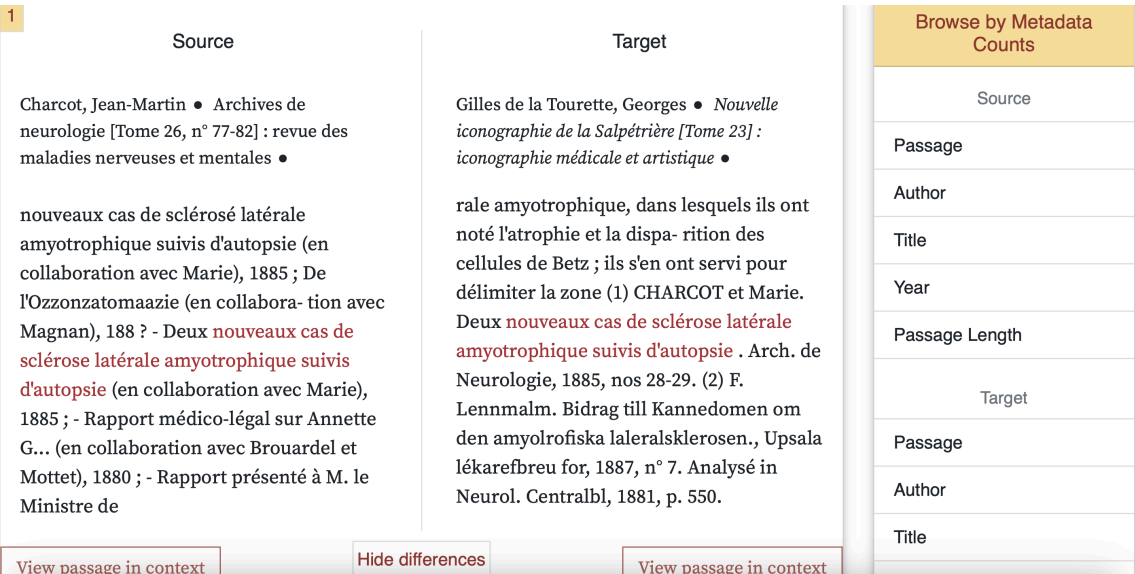 1
Source
Charcot, Jean-Martin ● Archives de
neurologie [Tome 26, n° 77-82] : revue des
maladies nerveuses et mentales ●
nouveaux cas de sclérosé latérale
amyotrophique suivis d'autopsie (en
collaboration avec Marie), 1885 ; De
l'Ozzonzatomaazie (en collabora- tion avec
Magnan), 188 ? - Deux nouveaux cas de
sclérose latérale amyotrophique suivis
d'autopsie (en collaboration avec Marie),
1885 ; - Rapport médico-légal sur Annette
G... (en collaboration avec Brouardel et
Mottet), 1880 ; - Rapport présenté à M. le
Ministre de
View passage in context
Hide differences
Target
Gilles de la Tourette, Georges ● Nouvelle
iconographie de la Salpétrière [Tome 23] :
iconographie médicale et artistique ●
rale amyotrophique, dans lesquels ils ont
noté l'atrophie et la dispa- rition des
cellules de Betz ; ils s'en ont servi pour
délimiter la zone (1) CHARCOT et Marie.
Deux nouveaux cas de sclérose latérale
amyotrophique suivis d'autopsie . Arch. de
Neurologie, 1885, nos 28-29. (2) F.
Lennmalm. Bidrag till Kannedomen om
den amyolrofiska laleralsklerosen., Upsala
lékarefbreu for, 1887, n° 7. Analysé in
Neurol. Centralbl, 1881, p. 550.
View passage in context
Browse by Metadata
Counts
Source
Passage
Author
Title
Year
Passage Length
Target
Passage
Author
Title